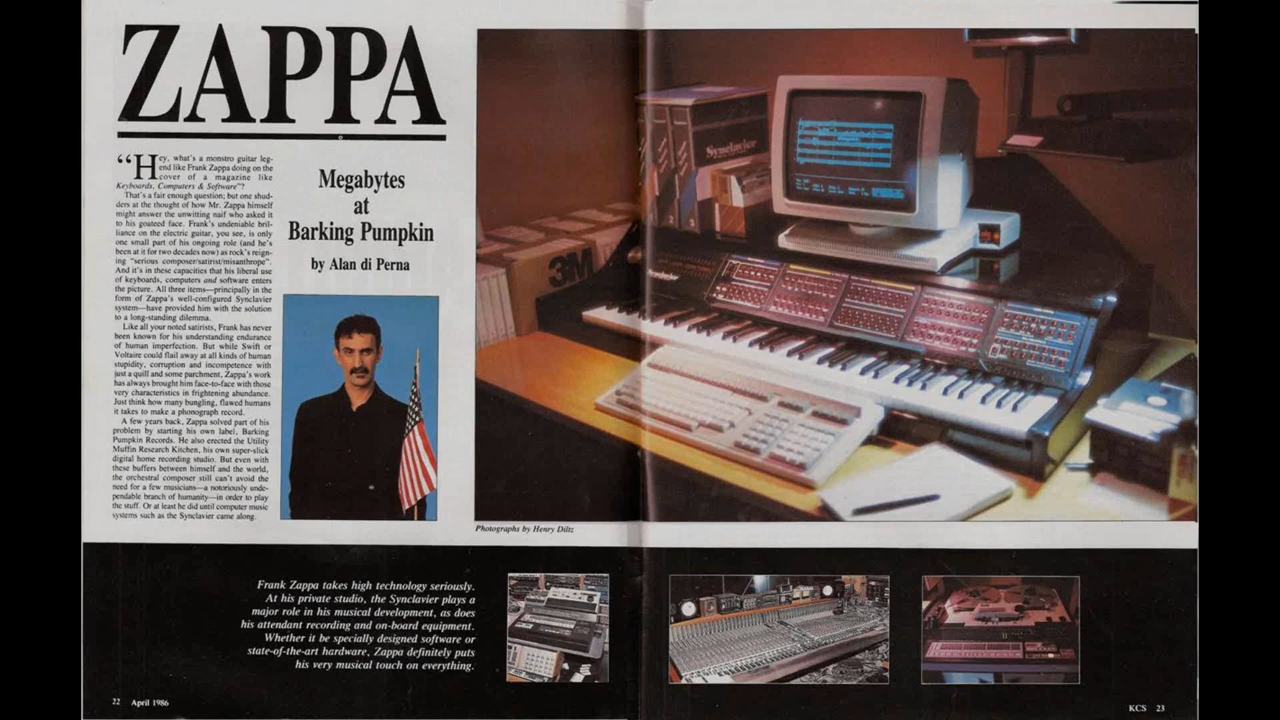 ZAPPA
“Hey, what's a monstro guitar leg-
end like Frank Zappa doing on the
cover of a magazine like
Keyboards, Computers & Software”?
That's a fair enough question; but one shud-
ders at the thought of how Mr. Zappa himself
might answer the unwitting naif who asked it
to his goateed face. Frank's undeniable bril-
liance on the electric guitar, you see, is only
one small part of his ongoing role (and he's
been at it for two decades now) as rock's reign-
ing “serious composer/satirist/misanthrope”.
And it's in these capacities that his liberal use
of keyboards, computers and software enters
the picture. All three items—principally in the
form of Zappa's well-configured Synclavier
system—have provided him with the solution
to a long-standing dilemma.
Like all your noted satirists, Frank has never
been known for his understanding endurance
of human imperfection. But while Swift or
Voltaire could flail away at all kinds of human
stupidity, corruption and incompetence with
just a quill and some parchment, Zappa's work
has always brought him face-to-face with those
very characteristics in frightening abundance.
Just think how many bungling, flawed humans
it takes to make a phonograph record.
A few years back, Zappa solved part of his
problem by starting his own label, Barking
Pumpkin Records. He also erected the Utility
Muffin Research Kitchen, his own super-slick
digital home recording studio. But even with
these buffers between himself and the world,
the orchestral composer still can't avoid the
need for a few musicians—a notoriously unde-
pendable branch of humanity—in order to play
the stuff. Or at least he did until computer music
systems such as the Synclavier came along.
Megabytes
at
Barking Pumpkin
by Alan di Perna
Synclavier
3M
Synclavier
Photographs by Henry Diltz
Frank Zappa takes high technology seriously.
At his private studio, the Synclavier plays a
major role in his musical development, as does
his attendant recording and on-board equipment.
Whether it be specially designed software or
state-of-the-art hardware, Zappa definitely puts
his very musical touch on everything.
22 April 1986
KCS 23